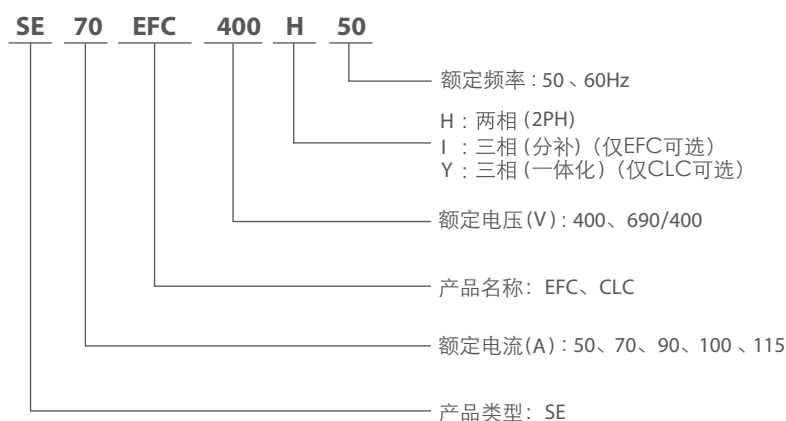 SE 70 EFC 400 H 50
额定频率：50、60Hz
H：两相 (2PH)
I ：三相 (分补)（仅EFC可选）
Y：三相 (一体化)（仅CLC可选）
额定电压(V)：400、690/400
产品名称：EFC、CLC
额定电流(A)：50、70、90、100、115
产品类型：SE